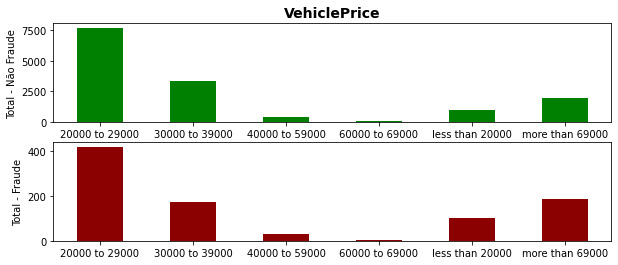 VehiclePrice
Total - Não Fraude
7500
5000
2500
0
20000 to 29000 30000 to 39000 40000 to 59000 60000 to 69000 less than 20000 more than 69000
Total - Fraude
400
200
0
20000 to 29000 30000 to 39000 40000 to 59000 60000 to 69000 less than 20000 more than 69000